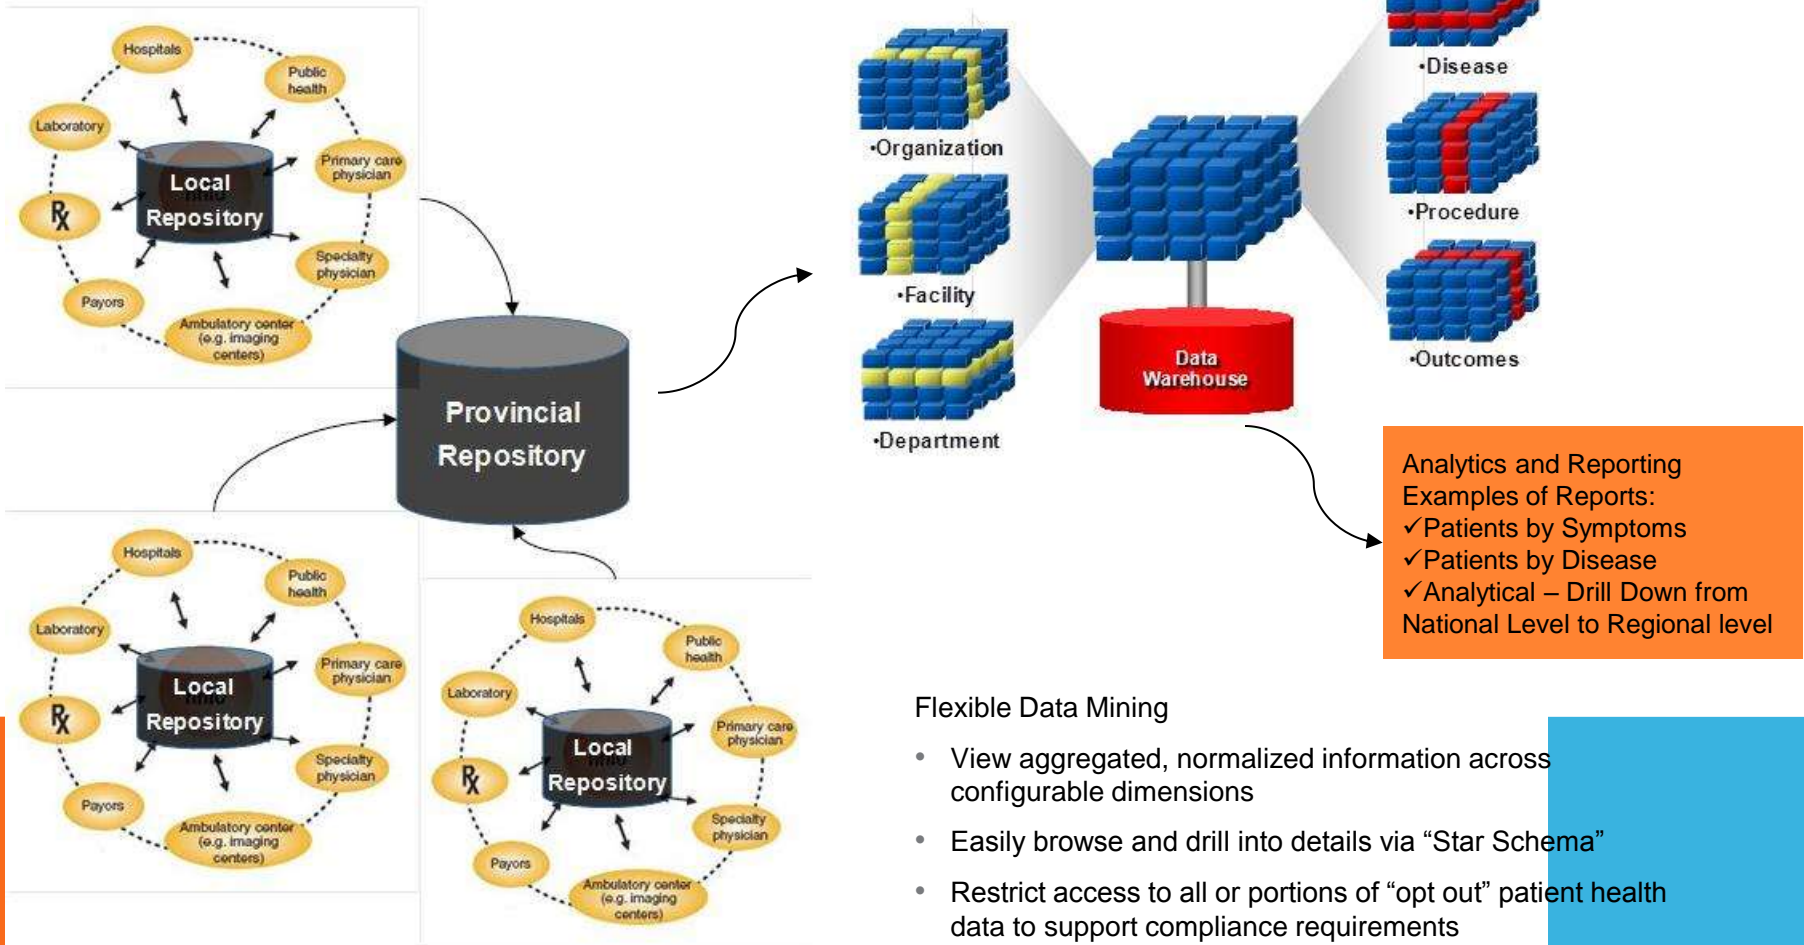 Hospitals
Public
health
Laboratory
Primary care
physician
Local
Repository
Rx
Specialty
physician
Payors
Ambulatory center
(e.g. imaging
centers)
Provincial
Repository
Hospitals
Public
health
Laboratory
Primary care
physician
Local
Repository
Rx
Specialty
physician
Payors
Ambulatory center
(e.g. imaging
centers)
Hospitals
Public
health
Laboratory
Primary care
physician
Local
Repository
Rx
Specialty
physician
Payors
Ambulatory center
(e.g. imaging
centers)
•Organization
•Facility
•Department
Data
Warehouse
•Disease
•Procedure
•Outcomes
Analytics and Reporting
Examples of Reports:
✓Patients by Symptoms
✓Patients by Disease
✓Analytical – Drill Down from
National Level to Regional level
Flexible Data Mining
• View aggregated, normalized information across
configurable dimensions
• Easily browse and drill into details via “Star Schema”
• Restrict access to all or portions of “opt out” patient health
data to support compliance requirements